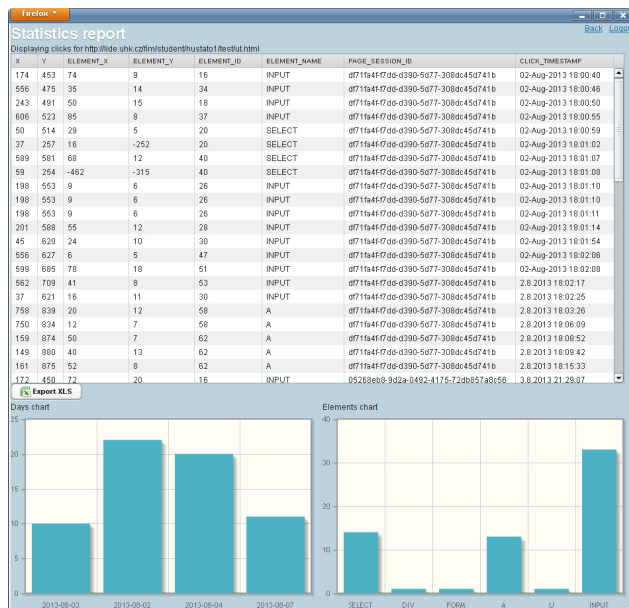 Firefox
Statistics report
Back Logou
Displaying clicks for http://lide.uhk.cz/fim/student/hustato1/test/ut.html
X Y ELEMENT_X ELEMENT_Y ELEMENT_ID ELEMENT_NAME PAGE_SESSION_ID CLICK_TIMESTAMP
174 453 74 9 16 INPUT df71fa4f-f7dd-d390-5d77-308dc45d741b 02-Aug-2013 18:00:40
556 475 35 14 34 INPUT df71fa4f-f7dd-d390-5d77-308dc45d741b 02-Aug-2013 18:00:46
243 491 50 15 18 INPUT df71fa4f-f7dd-d390-5d77-308dc45d741b 02-Aug-2013 18:00:50
606 523 85 8 37 INPUT df71fa4f-f7dd-d390-5d77-308dc45d741b 02-Aug-2013 18:00:55
50 514 29 5 20 SELECT df71fa4f-f7dd-d390-5d77-308dc45d741b 02-Aug-2013 18:00:59
37 257 16 -252 20 SELECT df71fa4f-f7dd-d390-5d77-308dc45d741b 02-Aug-2013 18:01:02
589 581 68 12 40 SELECT df71fa4f-f7dd-d390-5d77-308dc45d741b 02-Aug-2013 18:01:07
59 254 -462 -315 40 SELECT df71fa4f-f7dd-d390-5d77-308dc45d741b 02-Aug-2013 18:01:08
198 553 9 6 26 INPUT df71fa4f-f7dd-d390-5d77-308dc45d741b 02-Aug-2013 18:01:10
198 553 9 6 26 INPUT df71fa4f-f7dd-d390-5d77-308dc45d741b 02-Aug-2013 18:01:10
198 553 9 6 26 INPUT df71fa4f-f7dd-d390-5d77-308dc45d741b 02-Aug-2013 18:01:11
201 588 55 12 28 INPUT df71fa4f-f7dd-d390-5d77-308dc45d741b 02-Aug-2013 18:01:14
45 620 24 10 30 INPUT df71fa4f-f7dd-d390-5d77-308dc45d741b 02-Aug-2013 18:01:54
556 627 6 5 47 INPUT df71fa4f-f7dd-d390-5d77-308dc45d741b 02-Aug-2013 18:02:06
599 685 78 18 51 INPUT df71fa4f-f7dd-d390-5d77-308dc45d741b 02-Aug-2013 18:02:08
562 709 41 8 53 INPUT df71fa4f-f7dd-d390-5d77-308dc45d741b 2.8.2013 18:02:17
37 621 16 11 30 INPUT df71fa4f-f7dd-d390-5d77-308dc45d741b 2.8.2013 18:02:25
758 839 20 12 58 A df71fa4f-f7dd-d390-5d77-308dc45d741b 2.8.2013 18:03:26
750 834 12 7 58 A df71fa4f-f7dd-d390-5d77-308dc45d741b 2.8.2013 18:06:09
159 874 50 7 62 A df71fa4f-f7dd-d390-5d77-308dc45d741b 2.8.2013 18:08:52
149 880 40 13 62 A df71fa4f-f7dd-d390-5d77-308dc45d741b 2.8.2013 18:09:42
161 875 52 8 62 A df71fa4f-f7dd-d390-5d77-308dc45d741b 2.8.2013 18:15:33
172 450 72 20 16 INPUT 05268eb8-9d2a-0492-4175-72db857a8c56 3.8.2013 21:29:07
Export XLS
Days chart
25
20
15
10
5
0
2013-08-03 2013-08-02 2013-08-04 2013-08-07
Elements chart
40
30
20
10
0
SELECT DIV FORM A U INPUT